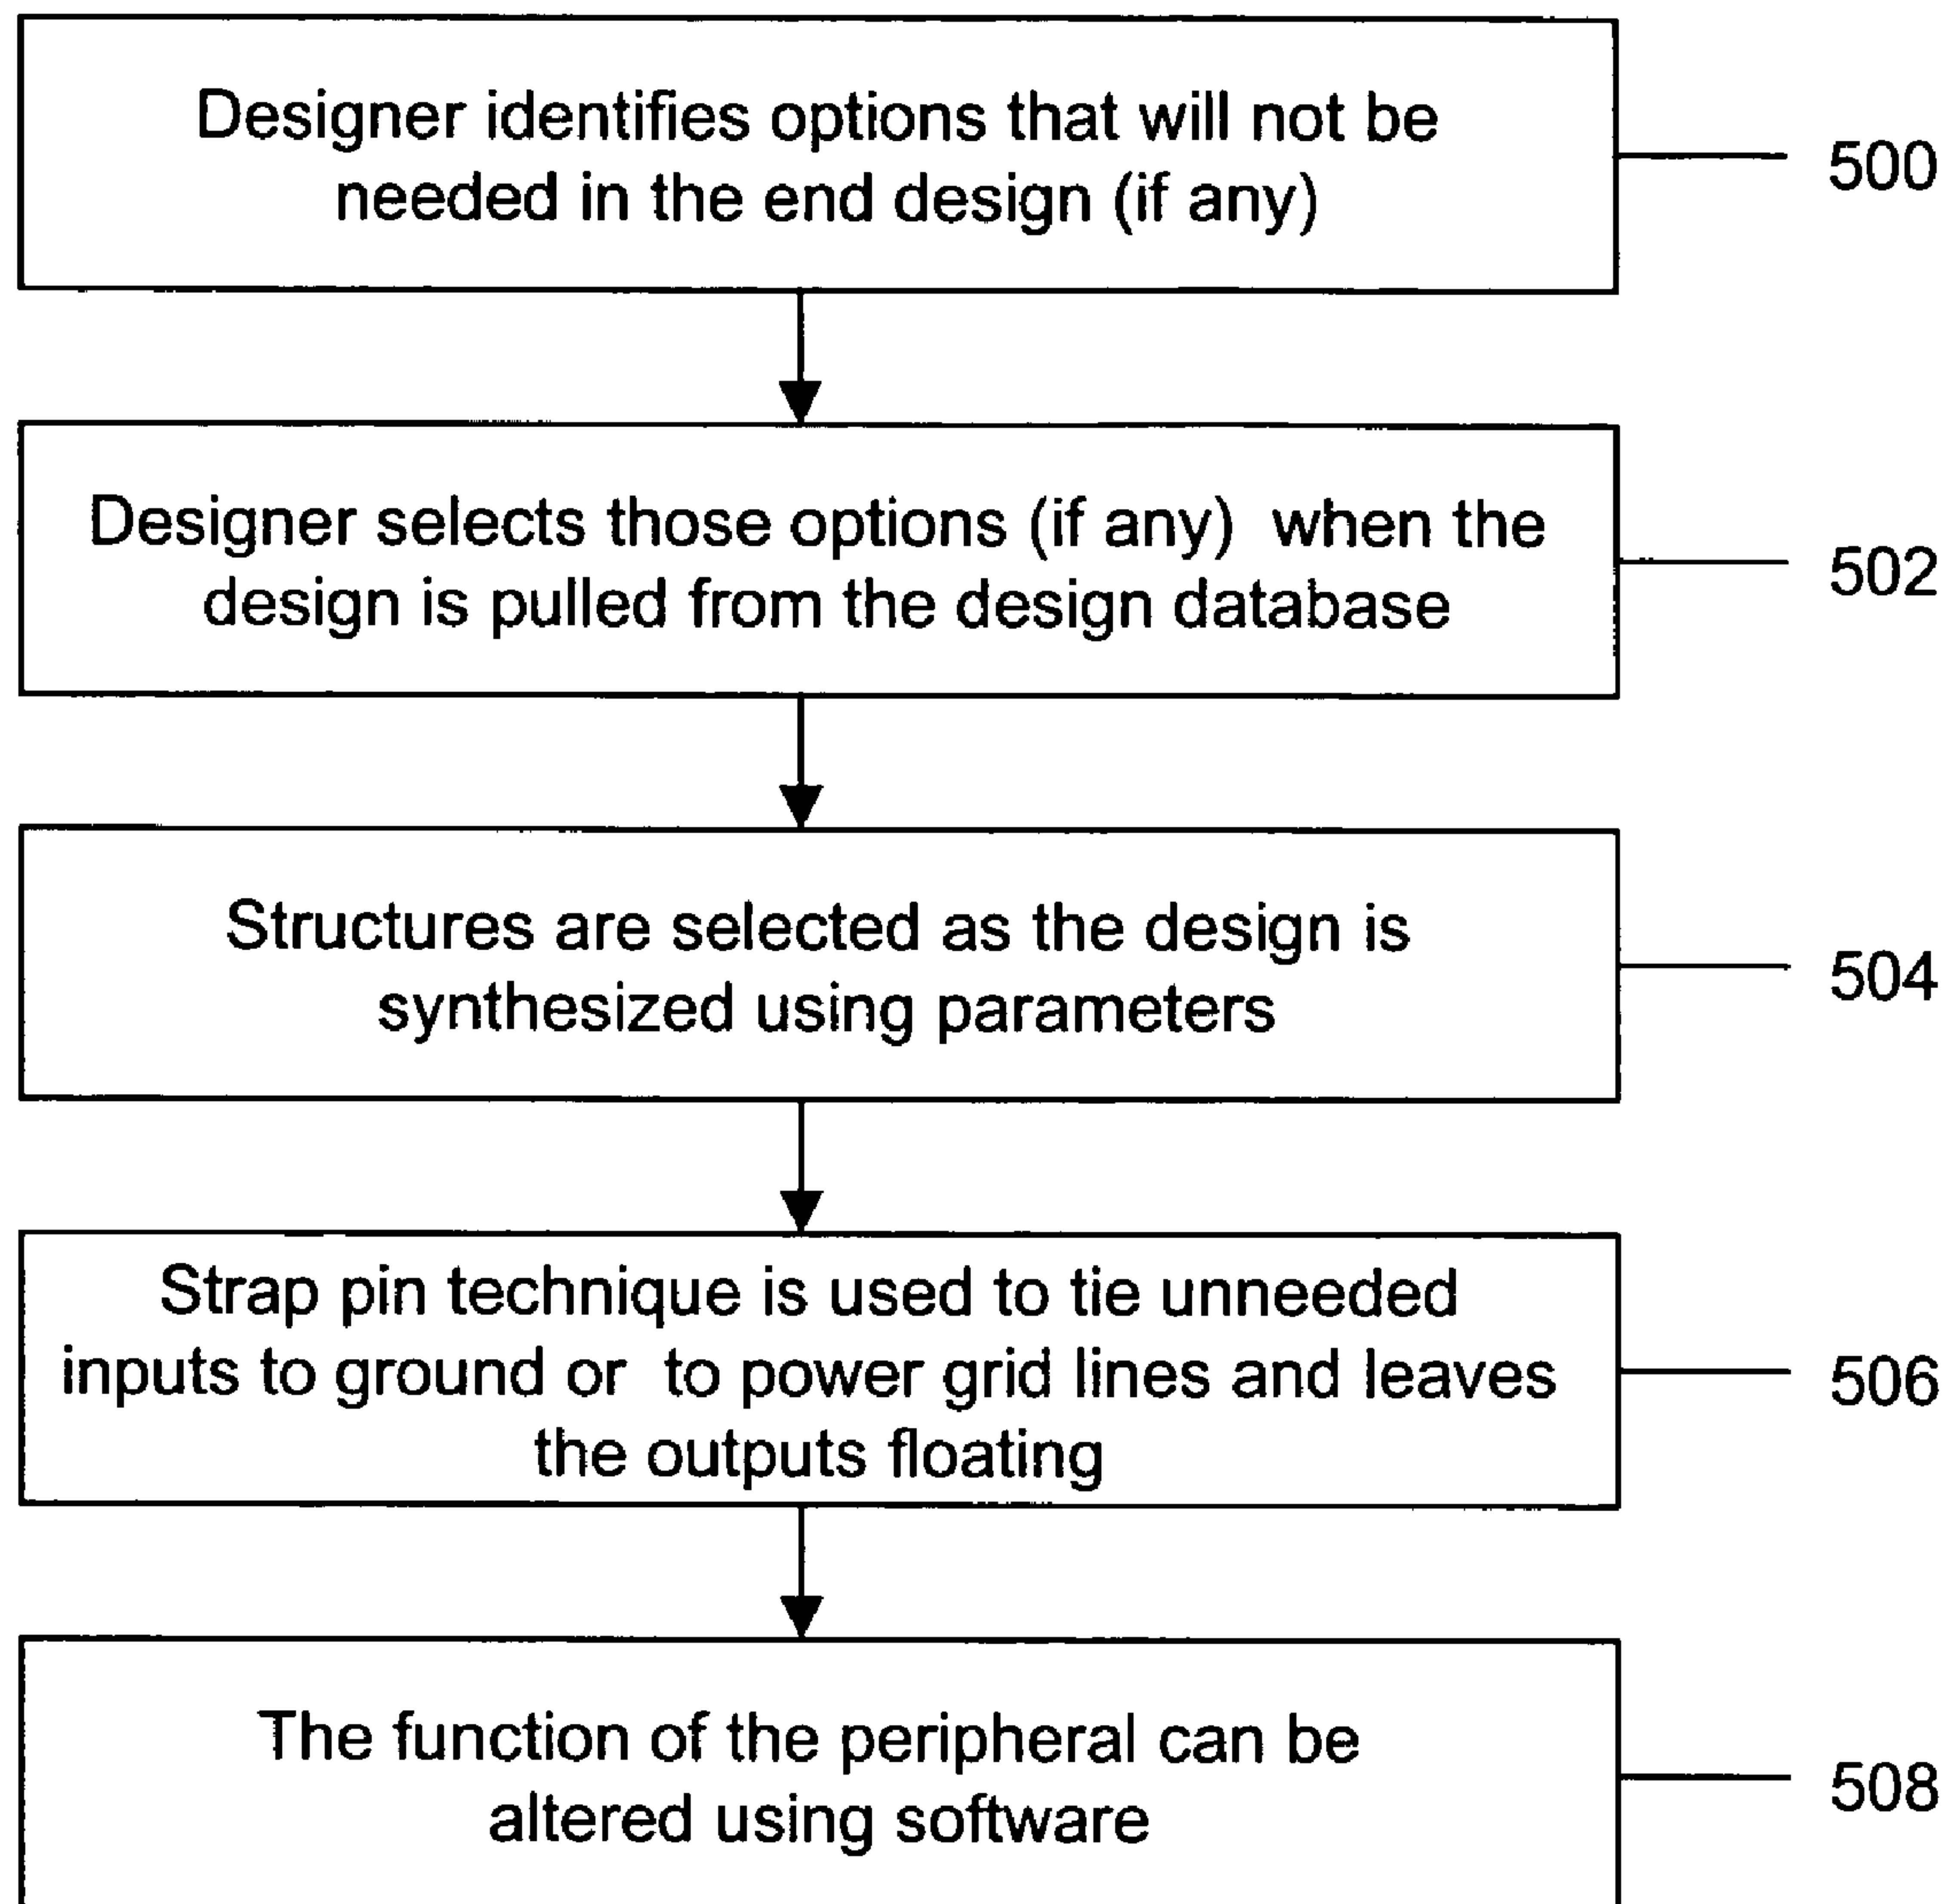 Designer identifies options that will not be
needed in the end design (if any)
500
Designer selects those options (if any) when the
design is pulled from the design database
502
Structures are selected as the design is
synthesized using parameters
504
Strap pin technique is used to tie unneeded
inputs to ground or to power grid lines and leaves
the outputs floating
506
The function of the peripheral can be
altered using software
508